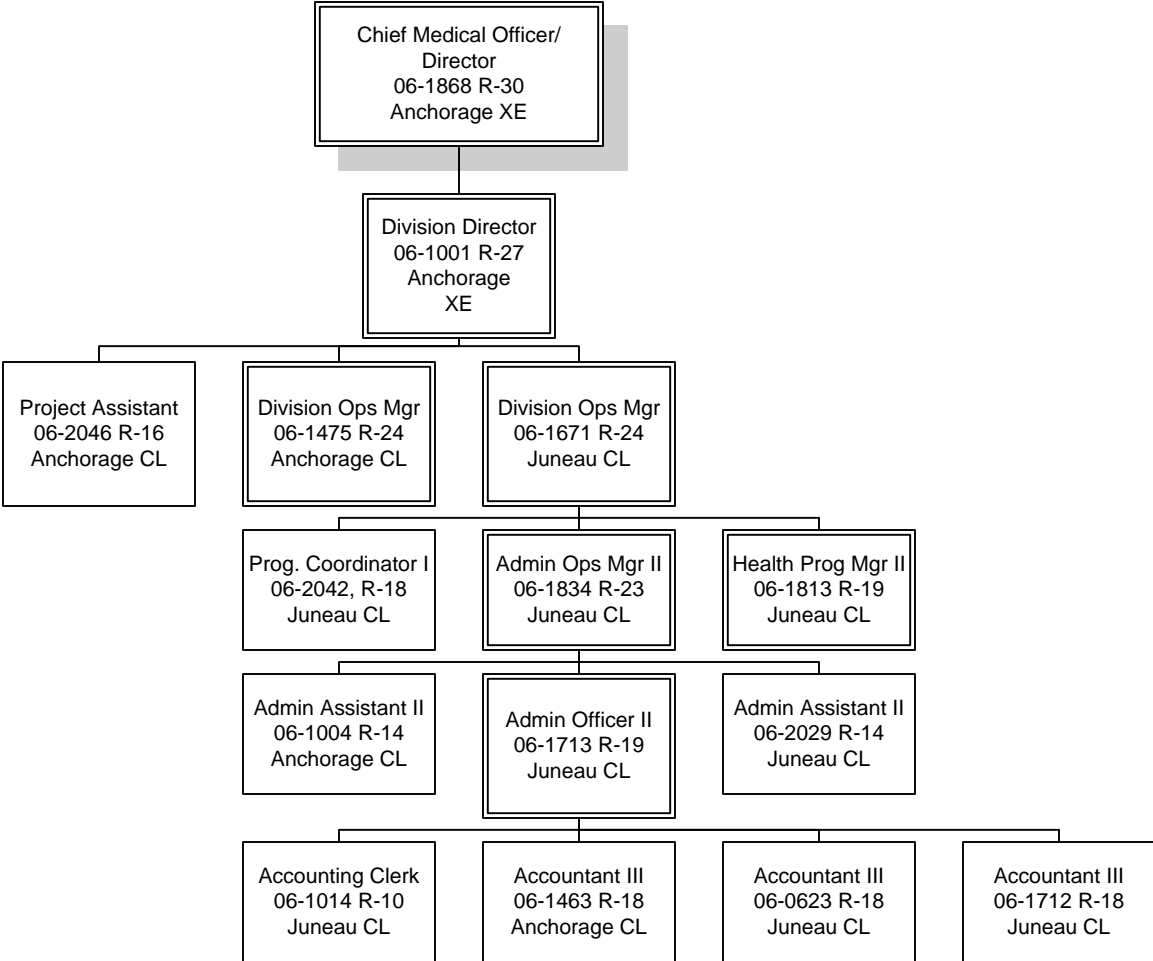 Chief Medical Officer/
Director
06-1868 R-30
Anchorage XE
Division Director
06-1001 R-27
Anchorage
XE
Project Assistant
06-2046 R-16
Anchorage CL
Division Ops Mgr
06-1475 R-24
Anchorage CL
Division Ops Mgr
06-1671 R-24
Juneau CL
Prog. Coordinator I
06-2042, R-18
Juneau CL
Admin Ops Mgr II
06-1834 R-23
Juneau CL
Health Prog Mgr II
06-1813 R-19
Juneau CL
Admin Assistant II
06-1004 R-14
Anchorage CL
Admin Officer II
06-1713 R-19
Juneau CL
Admin Assistant II
06-2029 R-14
Juneau CL
Accounting Clerk
06-1014 R-10
Juneau CL
Accountant III
06-1463 R-18
Anchorage CL
Accountant III
06-0623 R-18
Juneau CL
Accountant III
06-1712 R-18
Juneau CL